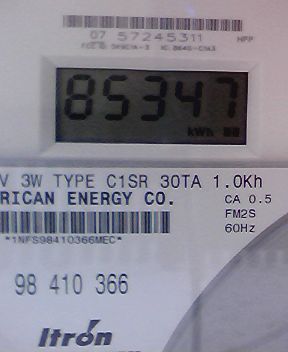 07 57245311
85347
kWh
V 3W TYPE C1SR 30TA 1.0Kh
RICAN ENERGY CO. CA 0.5
FM2S
*1NFS98410366MEC* 60Hz
98 410 366
Itrón